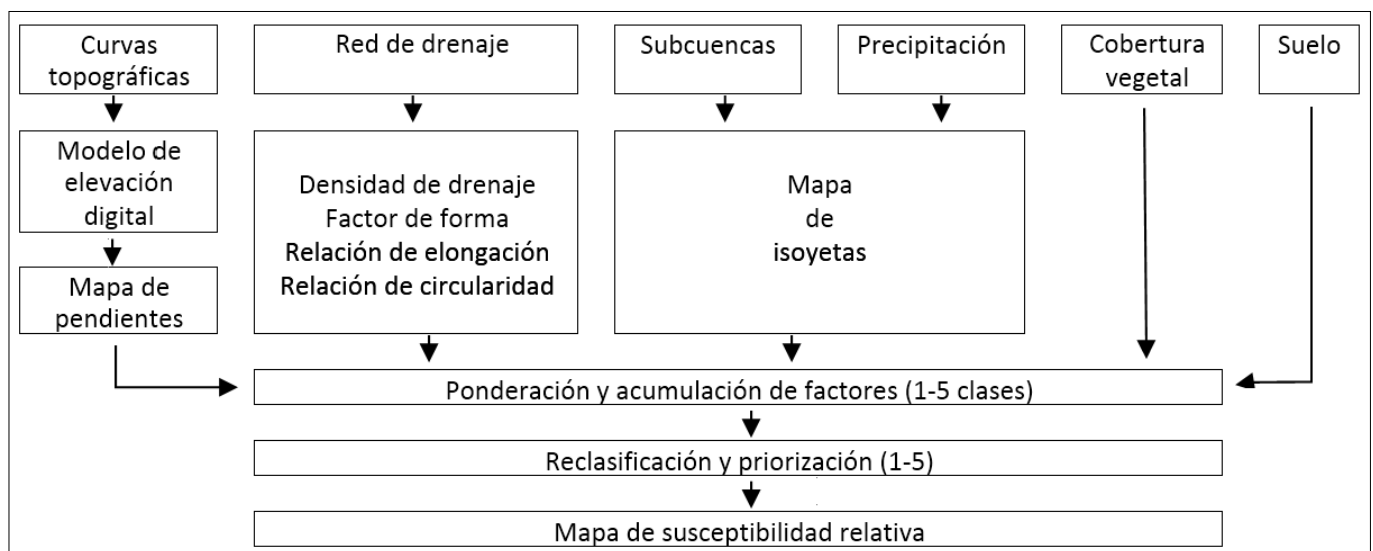 Curvas
topográficas
Red de drenaje
Subcuencas
Precipitación
Cobertura
vegetal
Suelo
Modelo de
elevación
digital
Densidad de drenaje
Factor de forma
Relación de elongación
Relación de circularidad
Mapa
de
isoyetas
Mapa de
pendientes
Ponderación y acumulación de factores (1-5 clases)
Reclasificación y priorización (1-5)
Mapa de susceptibilidad relativa